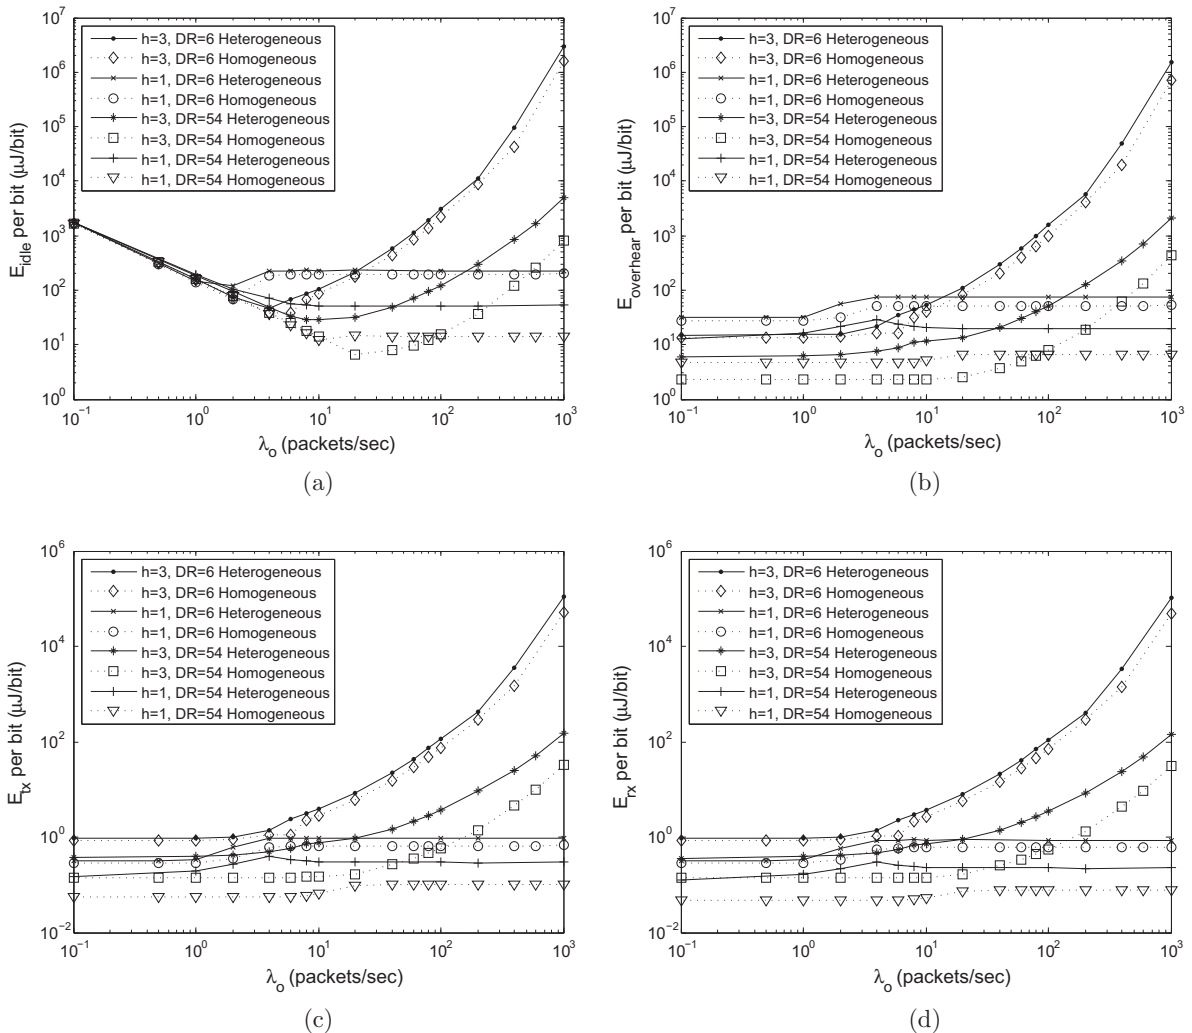 10^7
10^6
10^5
10^4
10^3
10^2
10^1
10^0
E_idle per bit (μJ/bit)
h=3, DR=6 Heterogeneous
h=3, DR=6 Homogeneous
h=1, DR=6 Heterogeneous
h=1, DR=6 Homogeneous
h=3, DR=54 Heterogeneous
h=3, DR=54 Homogeneous
h=1, DR=54 Heterogeneous
h=1, DR=54 Homogeneous
10^−1 10^0 10^1 10^2 10^3
λ_o (packets/sec)
(a)
10^7
10^6
10^5
10^4
10^3
10^2
10^1
10^0
E_overhear per bit (μJ/bit)
h=3, DR=6 Heterogeneous
h=3, DR=6 Homogeneous
h=1, DR=6 Heterogeneous
h=1, DR=6 Homogeneous
h=3, DR=54 Heterogeneous
h=3, DR=54 Homogeneous
h=1, DR=54 Heterogeneous
h=1, DR=54 Homogeneous
10^−1 10^0 10^1 10^2 10^3
λ_o (packets/sec)
(b)
10^6
10^4
10^2
10^0
10^−2
E_tx per bit (μJ/bit)
h=3, DR=6 Heterogeneous
h=3, DR=6 Homogeneous
h=1, DR=6 Heterogeneous
h=1, DR=6 Homogeneous
h=3, DR=54 Heterogeneous
h=3, DR=54 Homogeneous
h=1, DR=54 Heterogeneous
h=1, DR=54 Homogeneous
10^−1 10^0 10^1 10^2 10^3
λ_o (packets/sec)
(c)
10^6
10^4
10^2
10^0
10^−2
E_rx per bit (μJ/bit)
h=3, DR=6 Heterogeneous
h=3, DR=6 Homogeneous
h=1, DR=6 Heterogeneous
h=1, DR=6 Homogeneous
h=3, DR=54 Heterogeneous
h=3, DR=54 Homogeneous
h=1, DR=54 Heterogeneous
h=1, DR=54 Homogeneous
10^−1 10^0 10^1 10^2 10^3
λ_o (packets/sec)
(d)